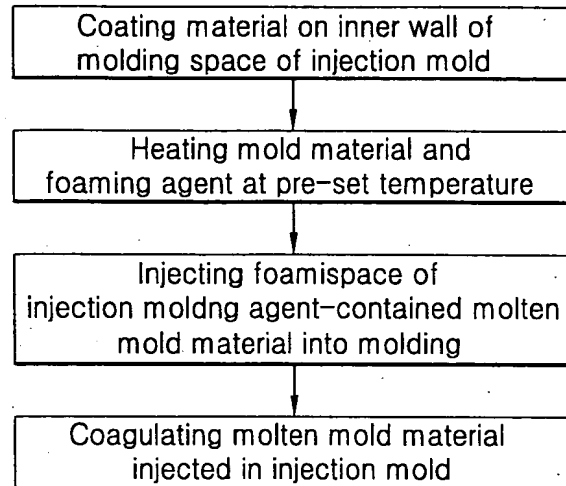 Coating material on inner wall of
molding space of injection mold
Heating mold material and
foaming agent at pre-set temperature
Injecting foamispace of
injection moldng agent-contained molten
mold material into molding
Coagulating molten mold material
injected in injection mold